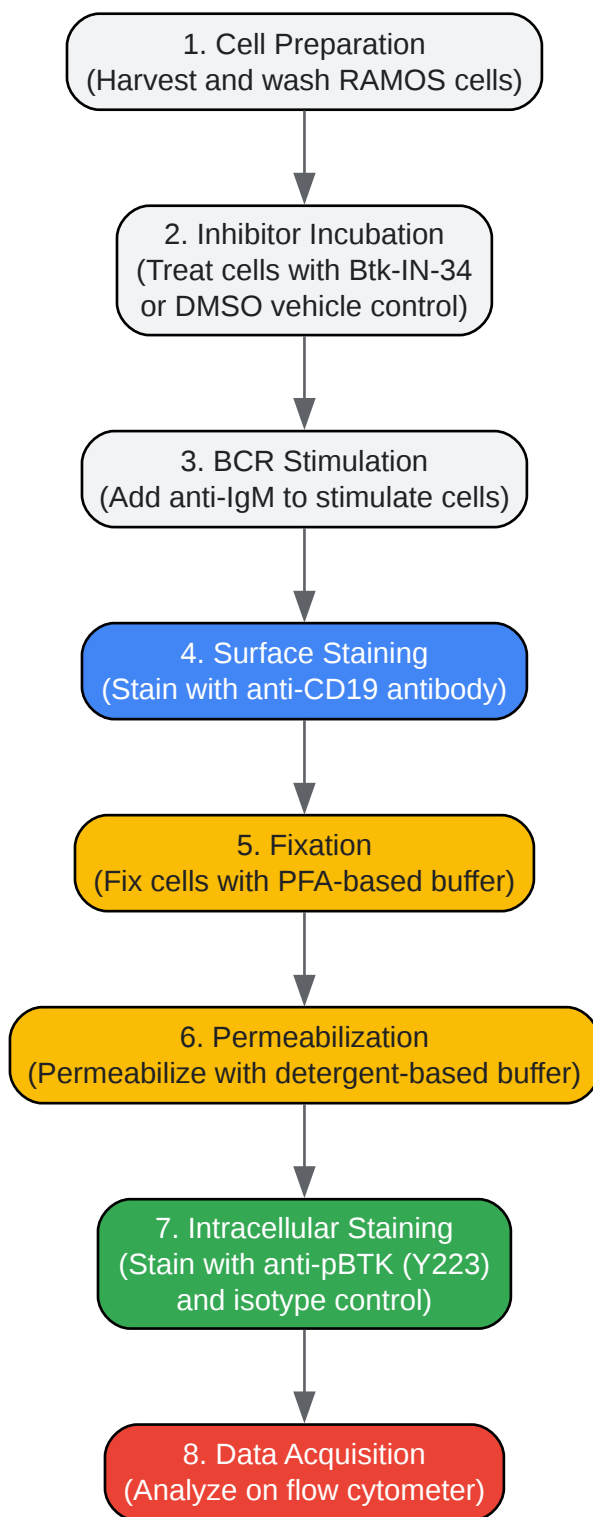 1. Cell Preparation
(Harvest and wash RAMOS cells)
2. Inhibitor Incubation
(Treat cells with Btk-IN-34
or DMSO vehicle control)
3. BCR Stimulation
(Add anti-IgM to stimulate cells)
4. Surface Staining
(Stain with anti-CD19 antibody)
5. Fixation
(Fix cells with PFA-based buffer)
6. Permeabilization
(Permeabilize with detergent-based buffer)
7. Intracellular Staining
(Stain with anti-pBTK (Y223)
and isotype control)
8. Data Acquisition
(Analyze on flow cytometer)